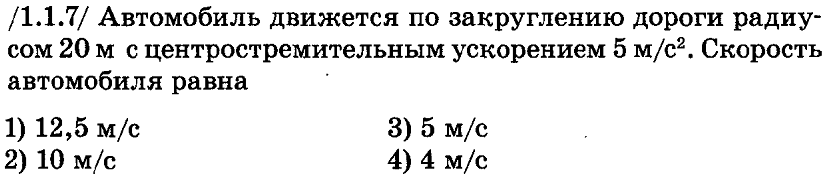 /1.1.7/ Автомобиль движется по закруглению дороги радиу-
сом 20 м с центростремительным ускорением 5 м/с². Скорость
автомобиля равна
1) 12,5 м/с 3) 5 м/с
2) 10 м/с 4) 4 м/с